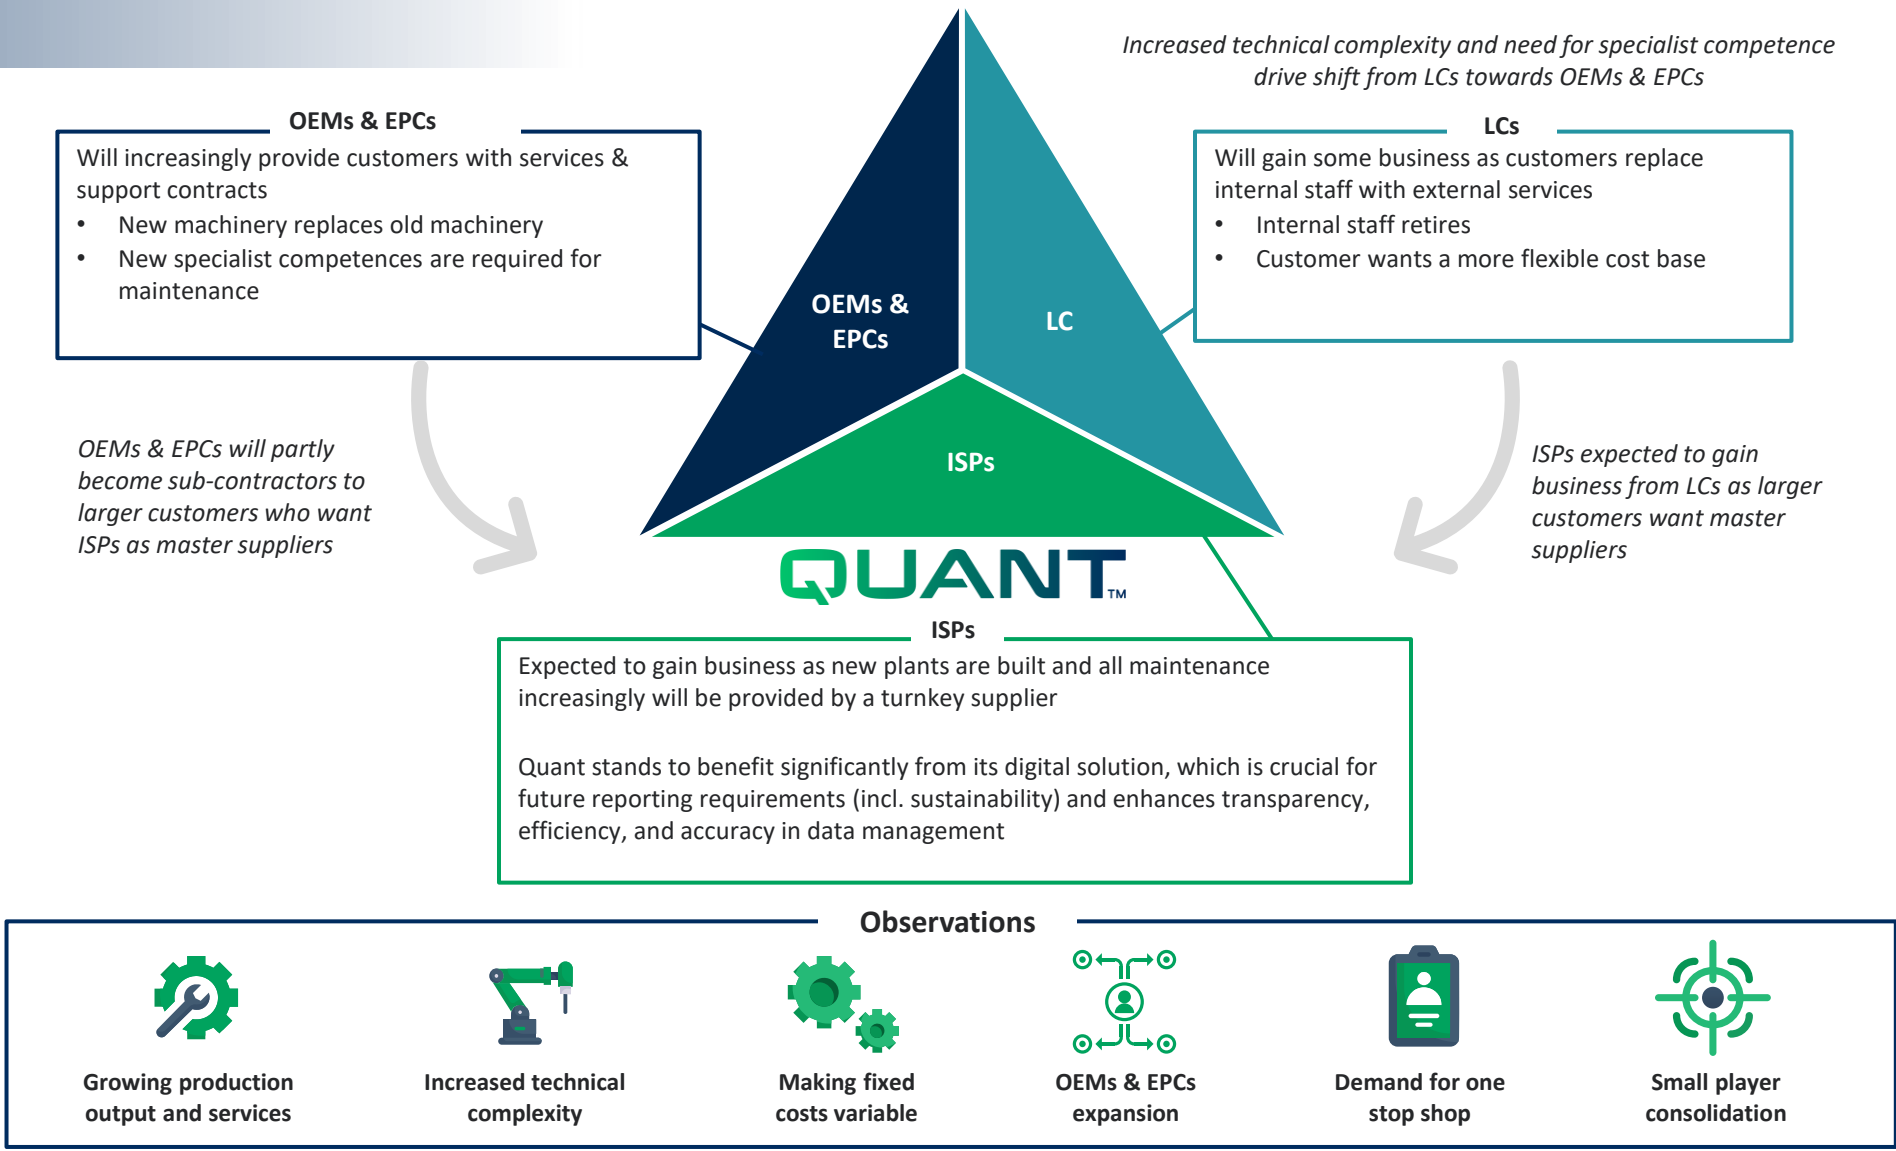 Increased technical complexity and need for specialist competence
drive shift from LCs towards OEMs & EPCs
OEMs & EPCs
Will increasingly provide customers with services &
support contracts
• New machinery replaces old machinery
• New specialist competences are required for
maintenance
LCs
Will gain some business as customers replace
internal staff with external services
• Internal staff retires
• Customer wants a more flexible cost base
OEMs &
EPCs
LC
ISPs
OEMs & EPCs will partly
become sub-contractors to
larger customers who want
ISPs as master suppliers
ISPs expected to gain
business from LCs as larger
customers want master
suppliers
QUANT™
ISPs
Expected to gain business as new plants are built and all maintenance
increasingly will be provided by a turnkey supplier
Quant stands to benefit significantly from its digital solution, which is crucial for
future reporting requirements (incl. sustainability) and enhances transparency,
efficiency, and accuracy in data management
Observations
Growing production
output and services
Increased technical
complexity
Making fixed
costs variable
OEMs & EPCs
expansion
Demand for one
stop shop
Small player
consolidation